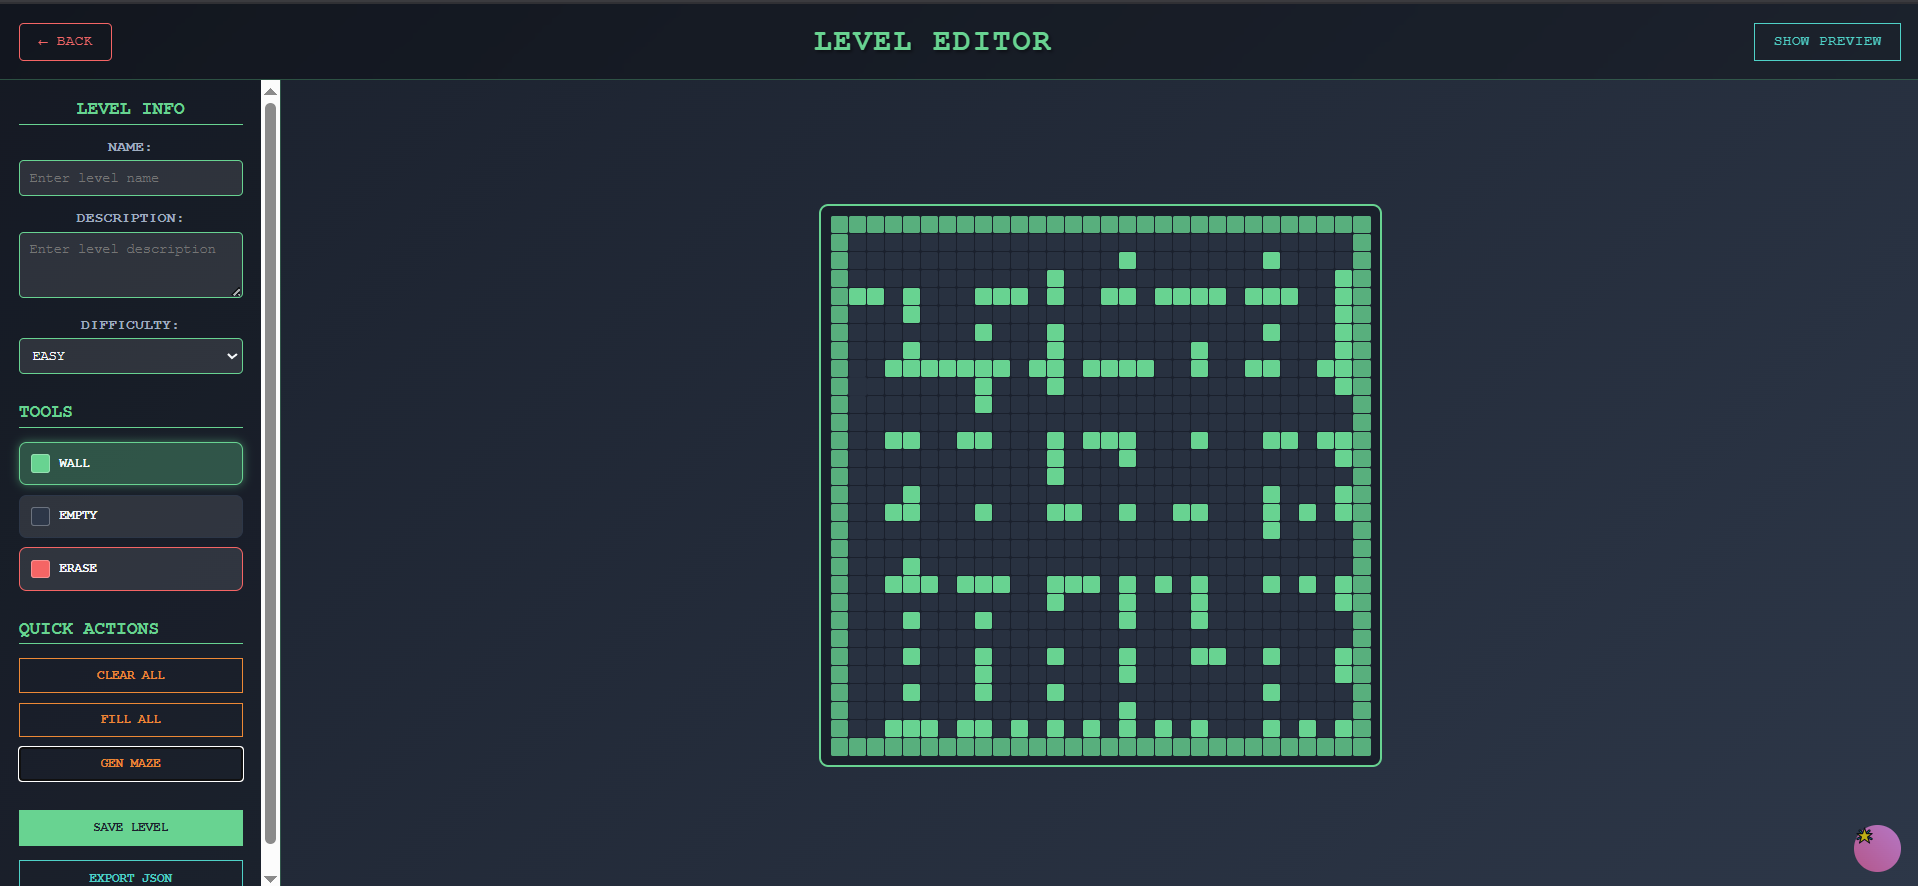 ← BACK
LEVEL EDITOR
SHOW PREVIEW
LEVEL INFO
NAME:
Enter level name
DESCRIPTION:
Enter level description
DIFFICULTY:
EASY
TOOLS
WALL
EMPTY
ERASE
QUICK ACTIONS
CLEAR ALL
FILL ALL
GEN MAZE
SAVE LEVEL
EXPORT JSON